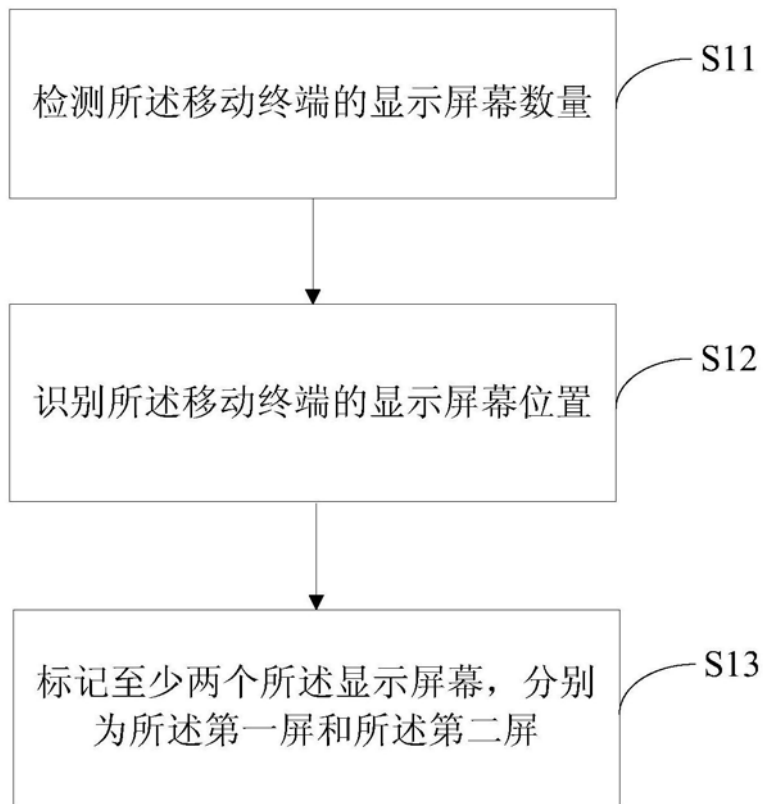 检测所述移动终端的显示屏幕数量
S11
识别所述移动终端的显示屏幕位置
S12
标记至少两个所述显示屏幕，分别
为所述第一屏和所述第二屏
S13